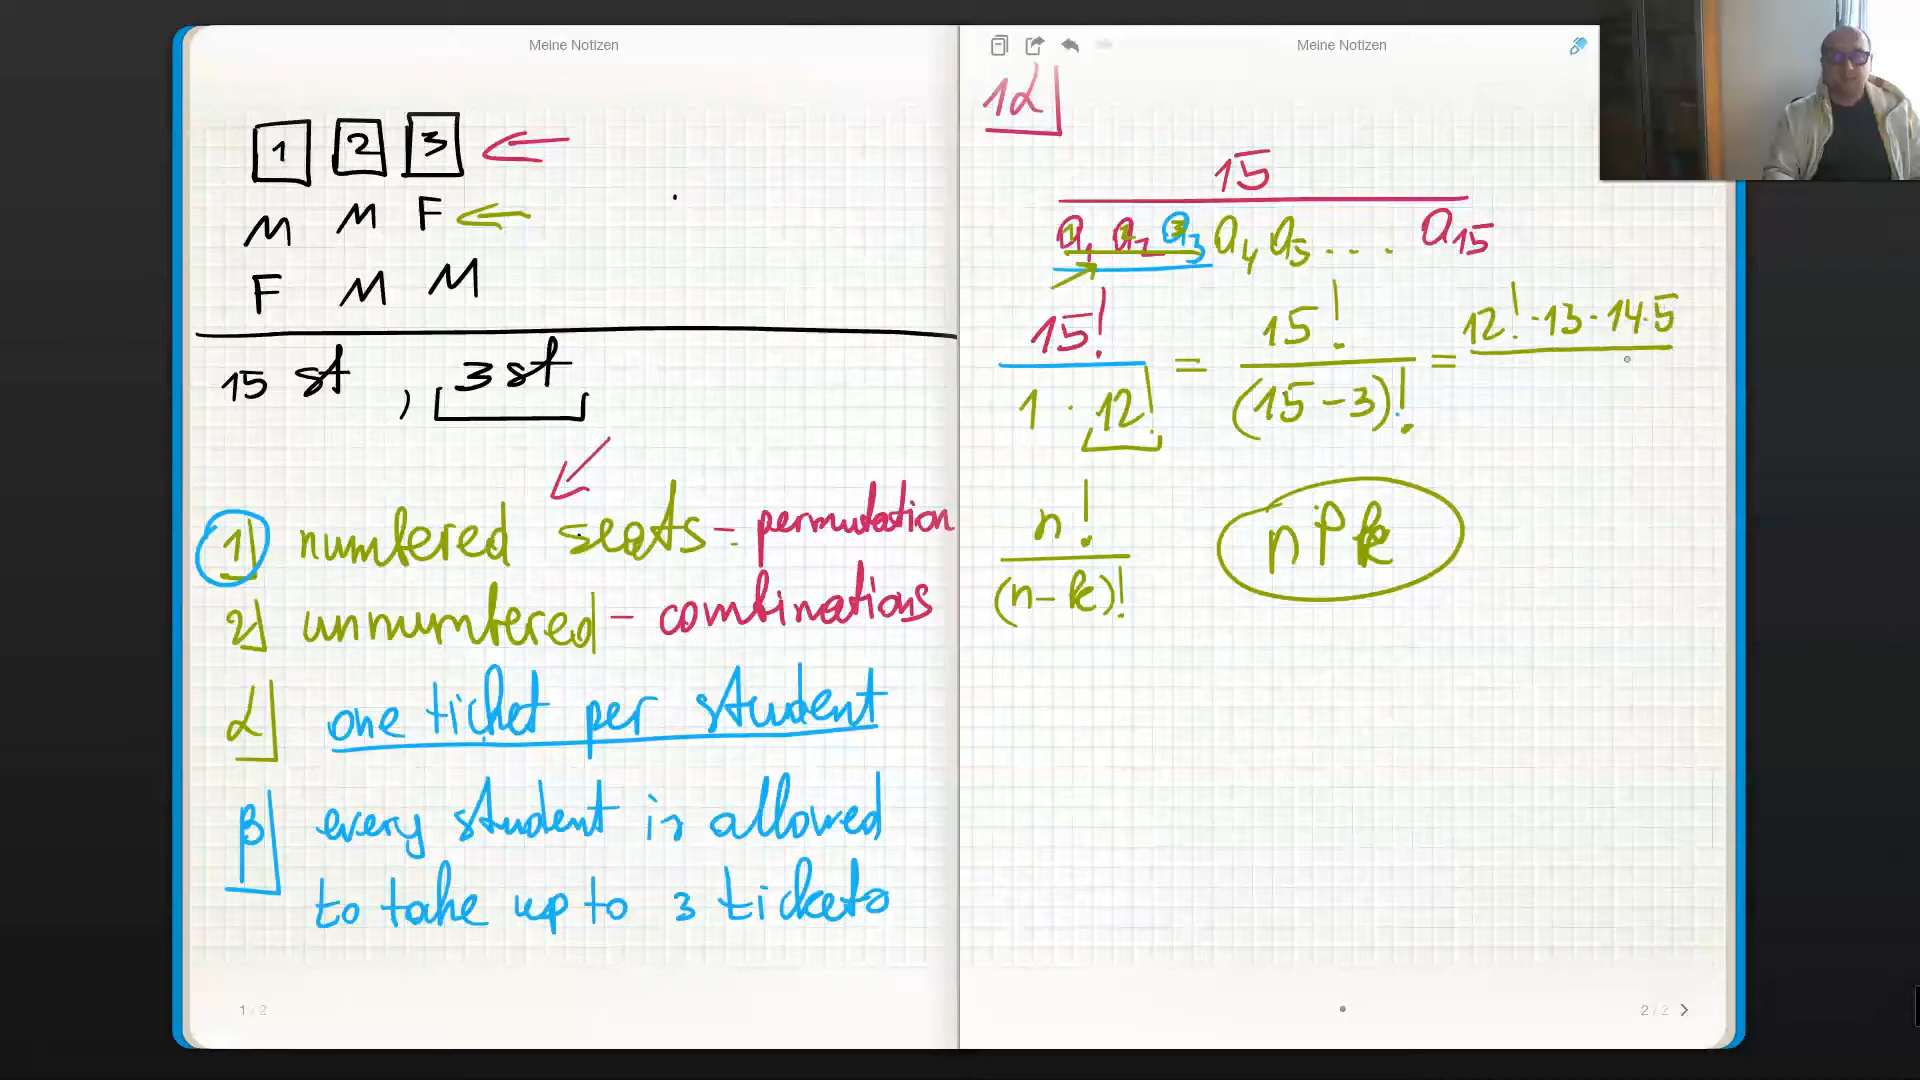 Meine Notizen
1 2 3
M M F
F M M
15 st , 3 st
1) numbered seats - permutation
2) unnumbered - combinations
α one ticket per student
β every student is allowed
to take up to 3 tickets
1 / 2
Meine Notizen
1α
15
a1 a2 a3 a4 a5 ... a15
15! / 1 · 12! = 15! / (15-3)! = 12! · 13 · 14 · 5
n! / (n-k)! nPk
2 / 2